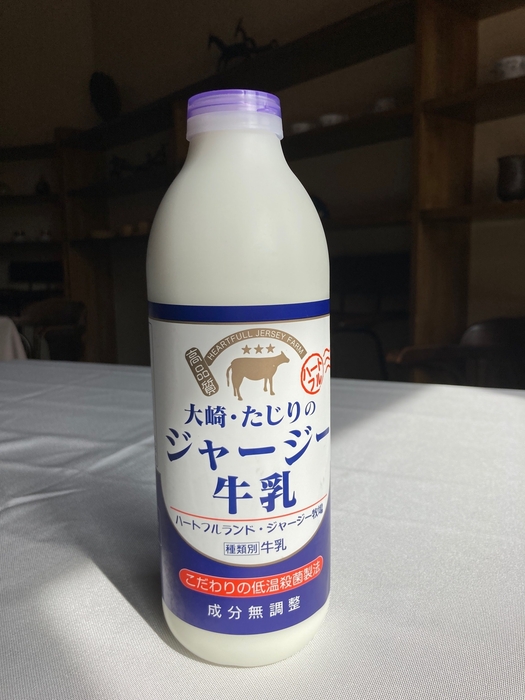 HEARTFULL JERSEY FARM
高品質
ハート
フル
大崎・たじりの
ジャージー
牛乳
ハートフルランド・ジャージー牧場
種類別 牛乳
こだわりの低温殺菌製法
成分無調整